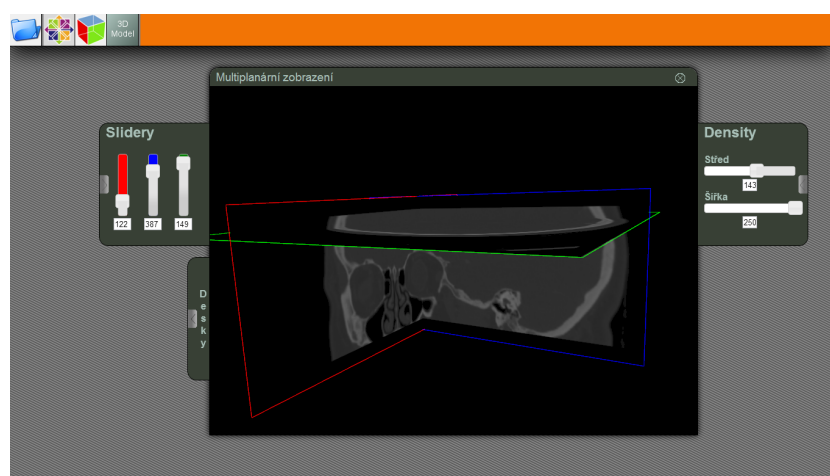 3D
Model
Multiplanární zobrazení
Slidery
122
387
149
Density
Střed
143
Šířka
250
D
e
s
k
y